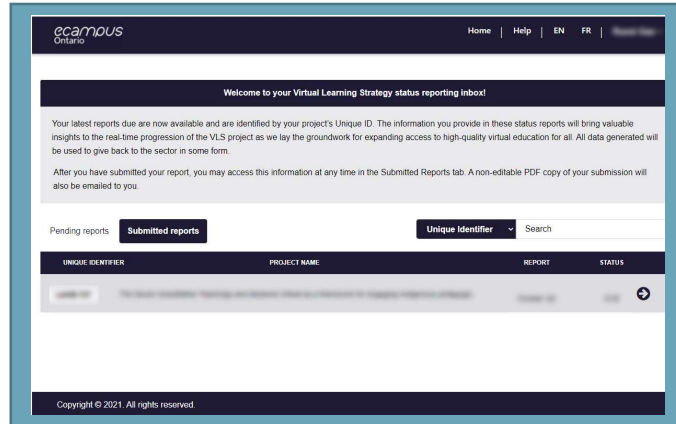 ecampus
Ontario
Home | Help | EN FR |
Welcome to your Virtual Learning Strategy status reporting inbox!
Your latest reports due are now available and are identified by your project's Unique ID. The information you provide in these status reports will bring valuable
insights to the real-time progression of the VLS project as we lay the groundwork for expanding access to high-quality virtual education for all. All data generated will
be used to give back to the sector in some form.
After you have submitted your report, you may access this information at any time in the Submitted Reports tab. A non-editable PDF copy of your submission will
also be emailed to you.
Pending reports Submitted reports Unique Identifier Search
UNIQUE IDENTIFIER PROJECT NAME REPORT STATUS
Copyright © 2021. All rights reserved.